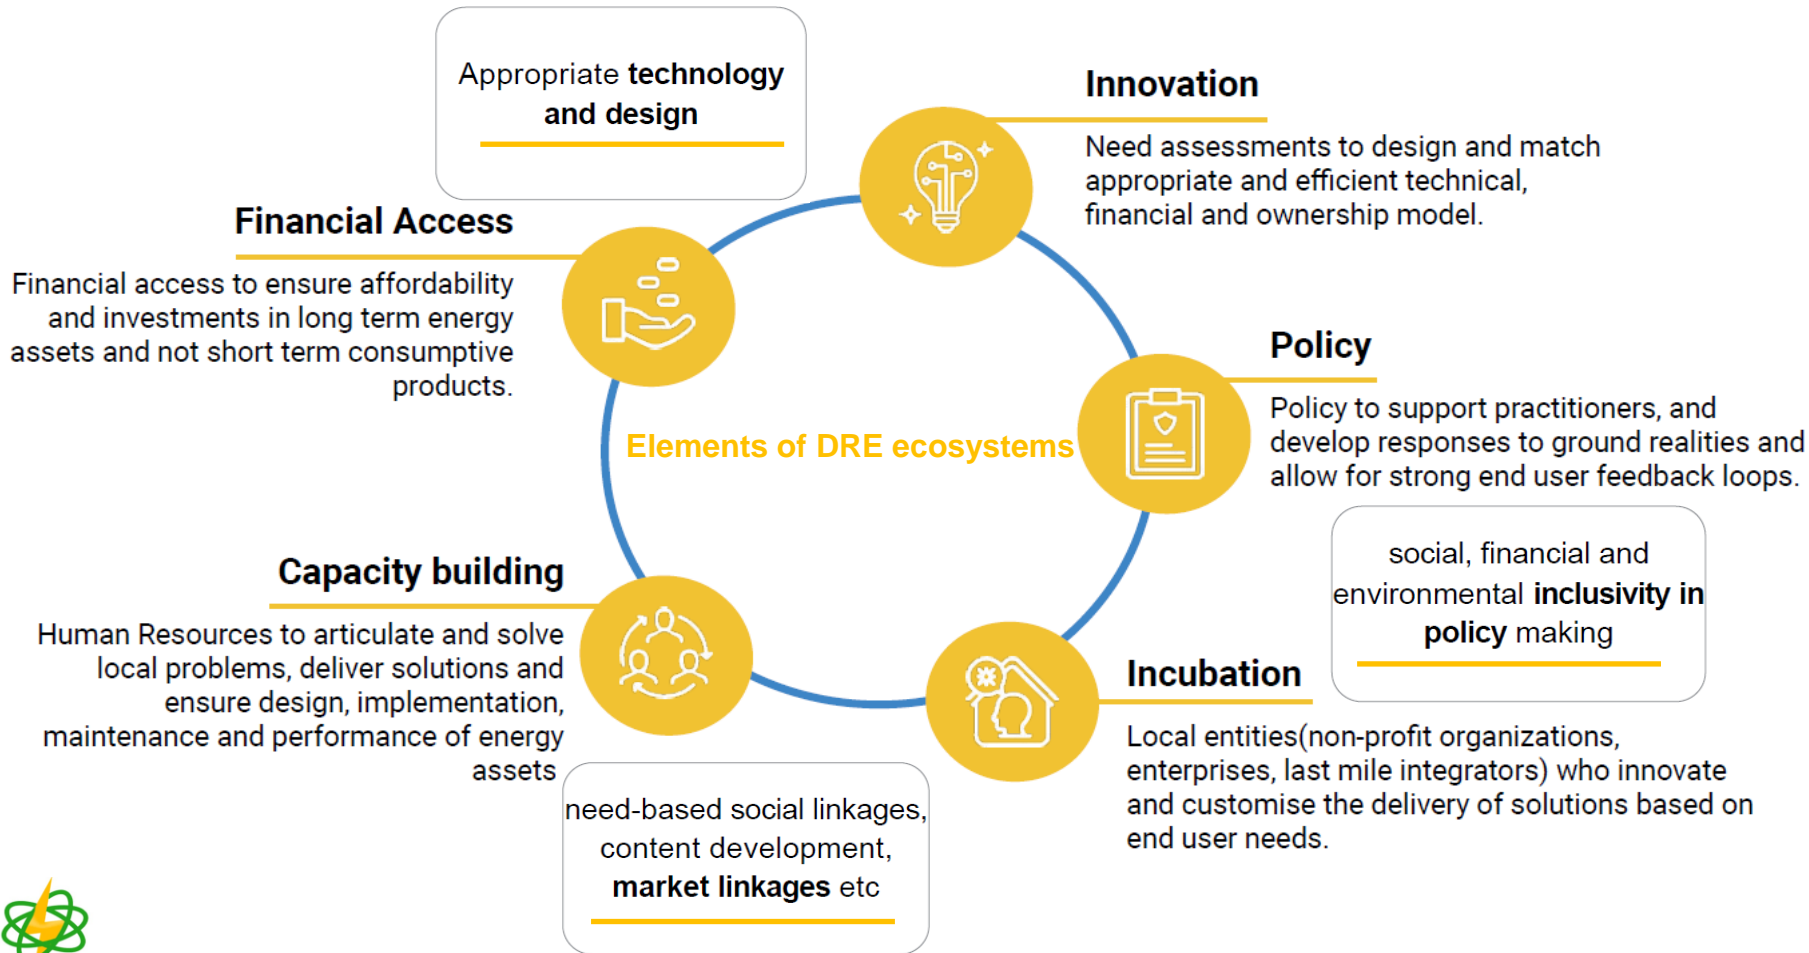 Appropriate technology
and design
Innovation
Need assessments to design and match
appropriate and efficient technical,
financial and ownership model.
Financial Access
Financial access to ensure affordability
and investments in long term energy
assets and not short term consumptive
products.
Policy
Policy to support practitioners, and
develop responses to ground realities and
allow for strong end user feedback loops.
Elements of DRE ecosystems
social, financial and
environmental inclusivity in
policy making
Capacity building
Human Resources to articulate and solve
local problems, deliver solutions and
ensure design, implementation,
maintenance and performance of energy
assets
Incubation
Local entities(non-profit organizations,
enterprises, last mile integrators) who innovate
and customise the delivery of solutions based on
end user needs.
need-based social linkages,
content development,
market linkages etc